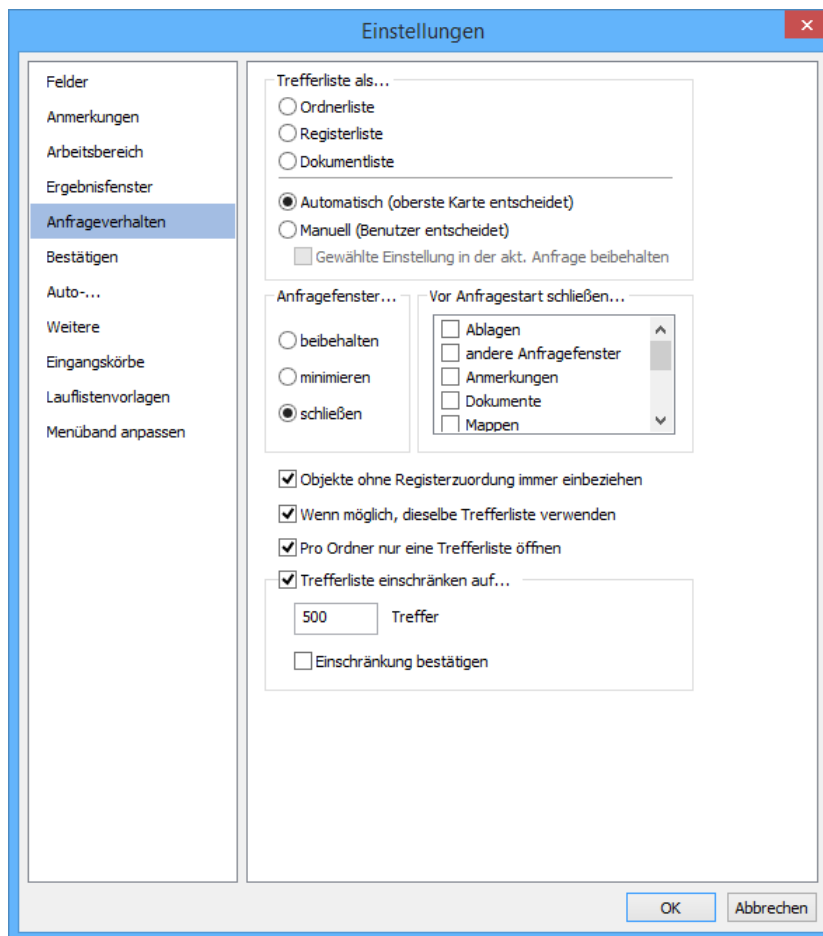 Einstellungen
Felder
Anmerkungen
Arbeitsbereich
Ergebnisfenster
Anfrageverhalten
Bestätigen
Auto-...
Weitere
Eingangskörbe
Lauflistenvorlagen
Menüband anpassen
Trefferliste als...
Ordnerliste
Registerliste
Dokumentliste
Automatisch (oberste Karte entscheidet)
Manuell (Benutzer entscheidet)
Gewählte Einstellung in der akt. Anfrage beibehalten
Anfragefenster...
beibehalten
minimieren
schließen
Vor Anfragestart schließen...
Ablagen
andere Anfragefenster
Anmerkungen
Dokumente
Mappen
Objekte ohne Registerzuordung immer einbeziehen
Wenn möglich, dieselbe Trefferliste verwenden
Pro Ordner nur eine Trefferliste öffnen
Trefferliste einschränken auf...
500 Treffer
Einschränkung bestätigen
OK
Abbrechen